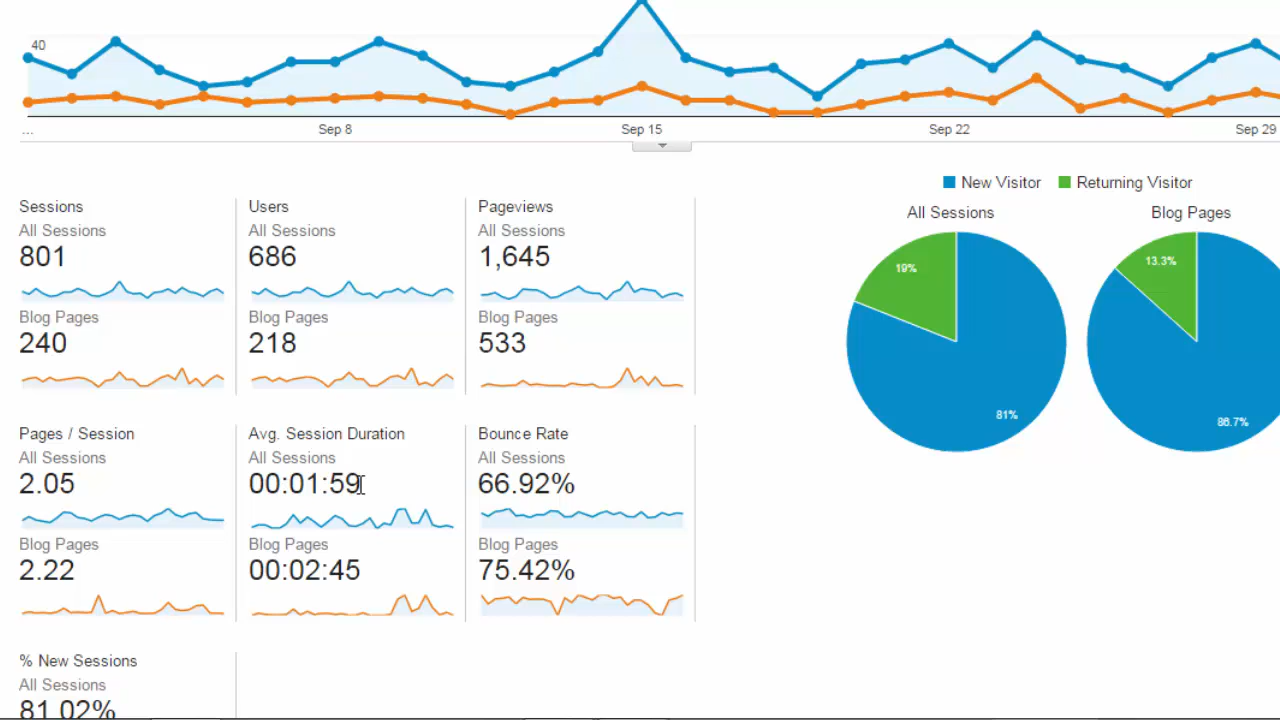 40
...
Sep 8
Sep 15
Sep 22
Sep 29
New Visitor
Returning Visitor
All Sessions
Blog Pages
19%
81%
13.3%
86.7%
Sessions
All Sessions
801
Blog Pages
240
Users
All Sessions
686
Blog Pages
218
Pageviews
All Sessions
1,645
Blog Pages
533
Pages / Session
All Sessions
2.05
Blog Pages
2.22
Avg. Session Duration
All Sessions
00:01:59
Blog Pages
00:02:45
Bounce Rate
All Sessions
66.92%
Blog Pages
75.42%
% New Sessions
All Sessions
81.02%